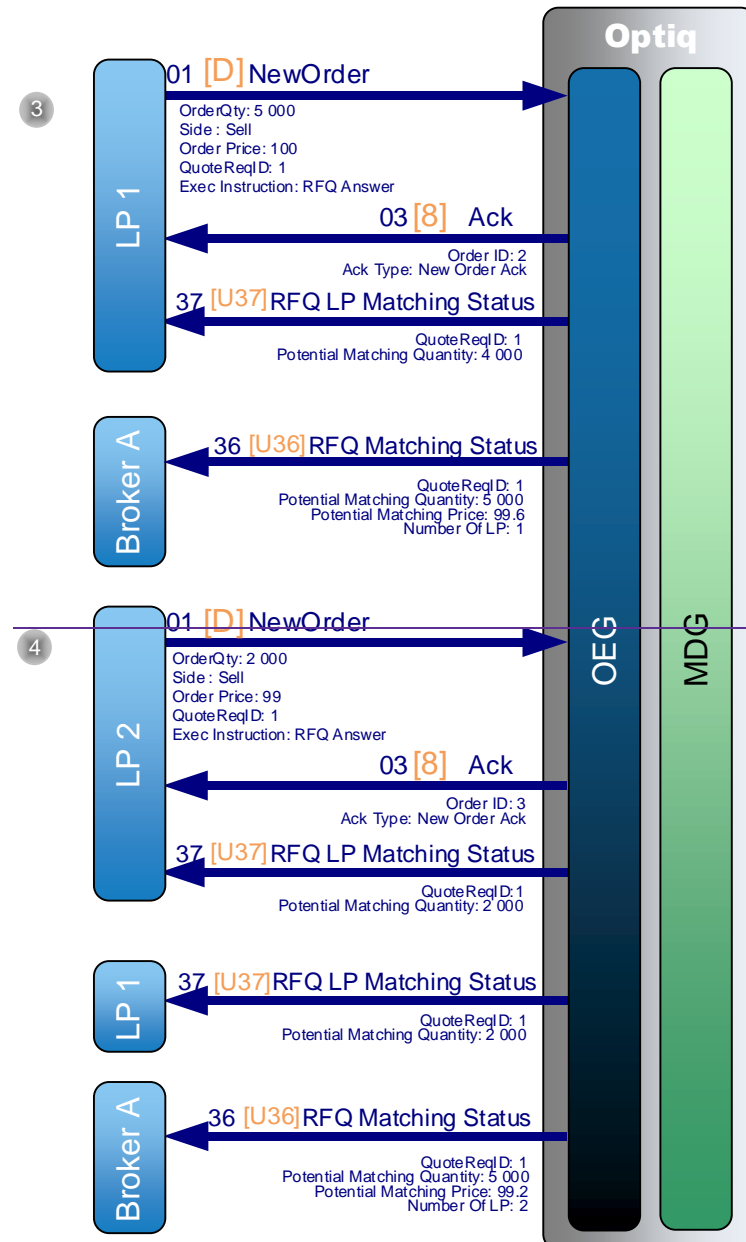 Optiq
3
LP 1
01 [D] NewOrder
OrderQty: 5 000
Side : Sell
Order Price: 100
QuoteReqID: 1
Exec Instruction: RFQ Answer
03 [8] Ack
Order ID: 2
Ack Type: New Order Ack
37 [U37] RFQ LP Matching Status
QuoteReqID: 1
Potential Matching Quantity: 4 000
Broker A
36 [U36] RFQ Matching Status
QuoteReqID: 1
Potential Matching Quantity: 5 000
Potential Matching Price: 99.6
Number Of LP: 1
OEG
MDG
4
LP 2
01 [D] NewOrder
OrderQty: 2 000
Side : Sell
Order Price: 99
QuoteReqID: 1
Exec Instruction: RFQ Answer
03 [8] Ack
Order ID: 3
Ack Type: New Order Ack
37 [U37] RFQ LP Matching Status
QuoteReqID:1
Potential Matching Quantity: 2 000
LP 1
37 [U37] RFQ LP Matching Status
QuoteReqID: 1
Potential Matching Quantity: 2 000
Broker A
36 [U36] RFQ Matching Status
QuoteReqID: 1
Potential Matching Quantity: 5 000
Potential Matching Price: 99.2
Number Of LP: 2